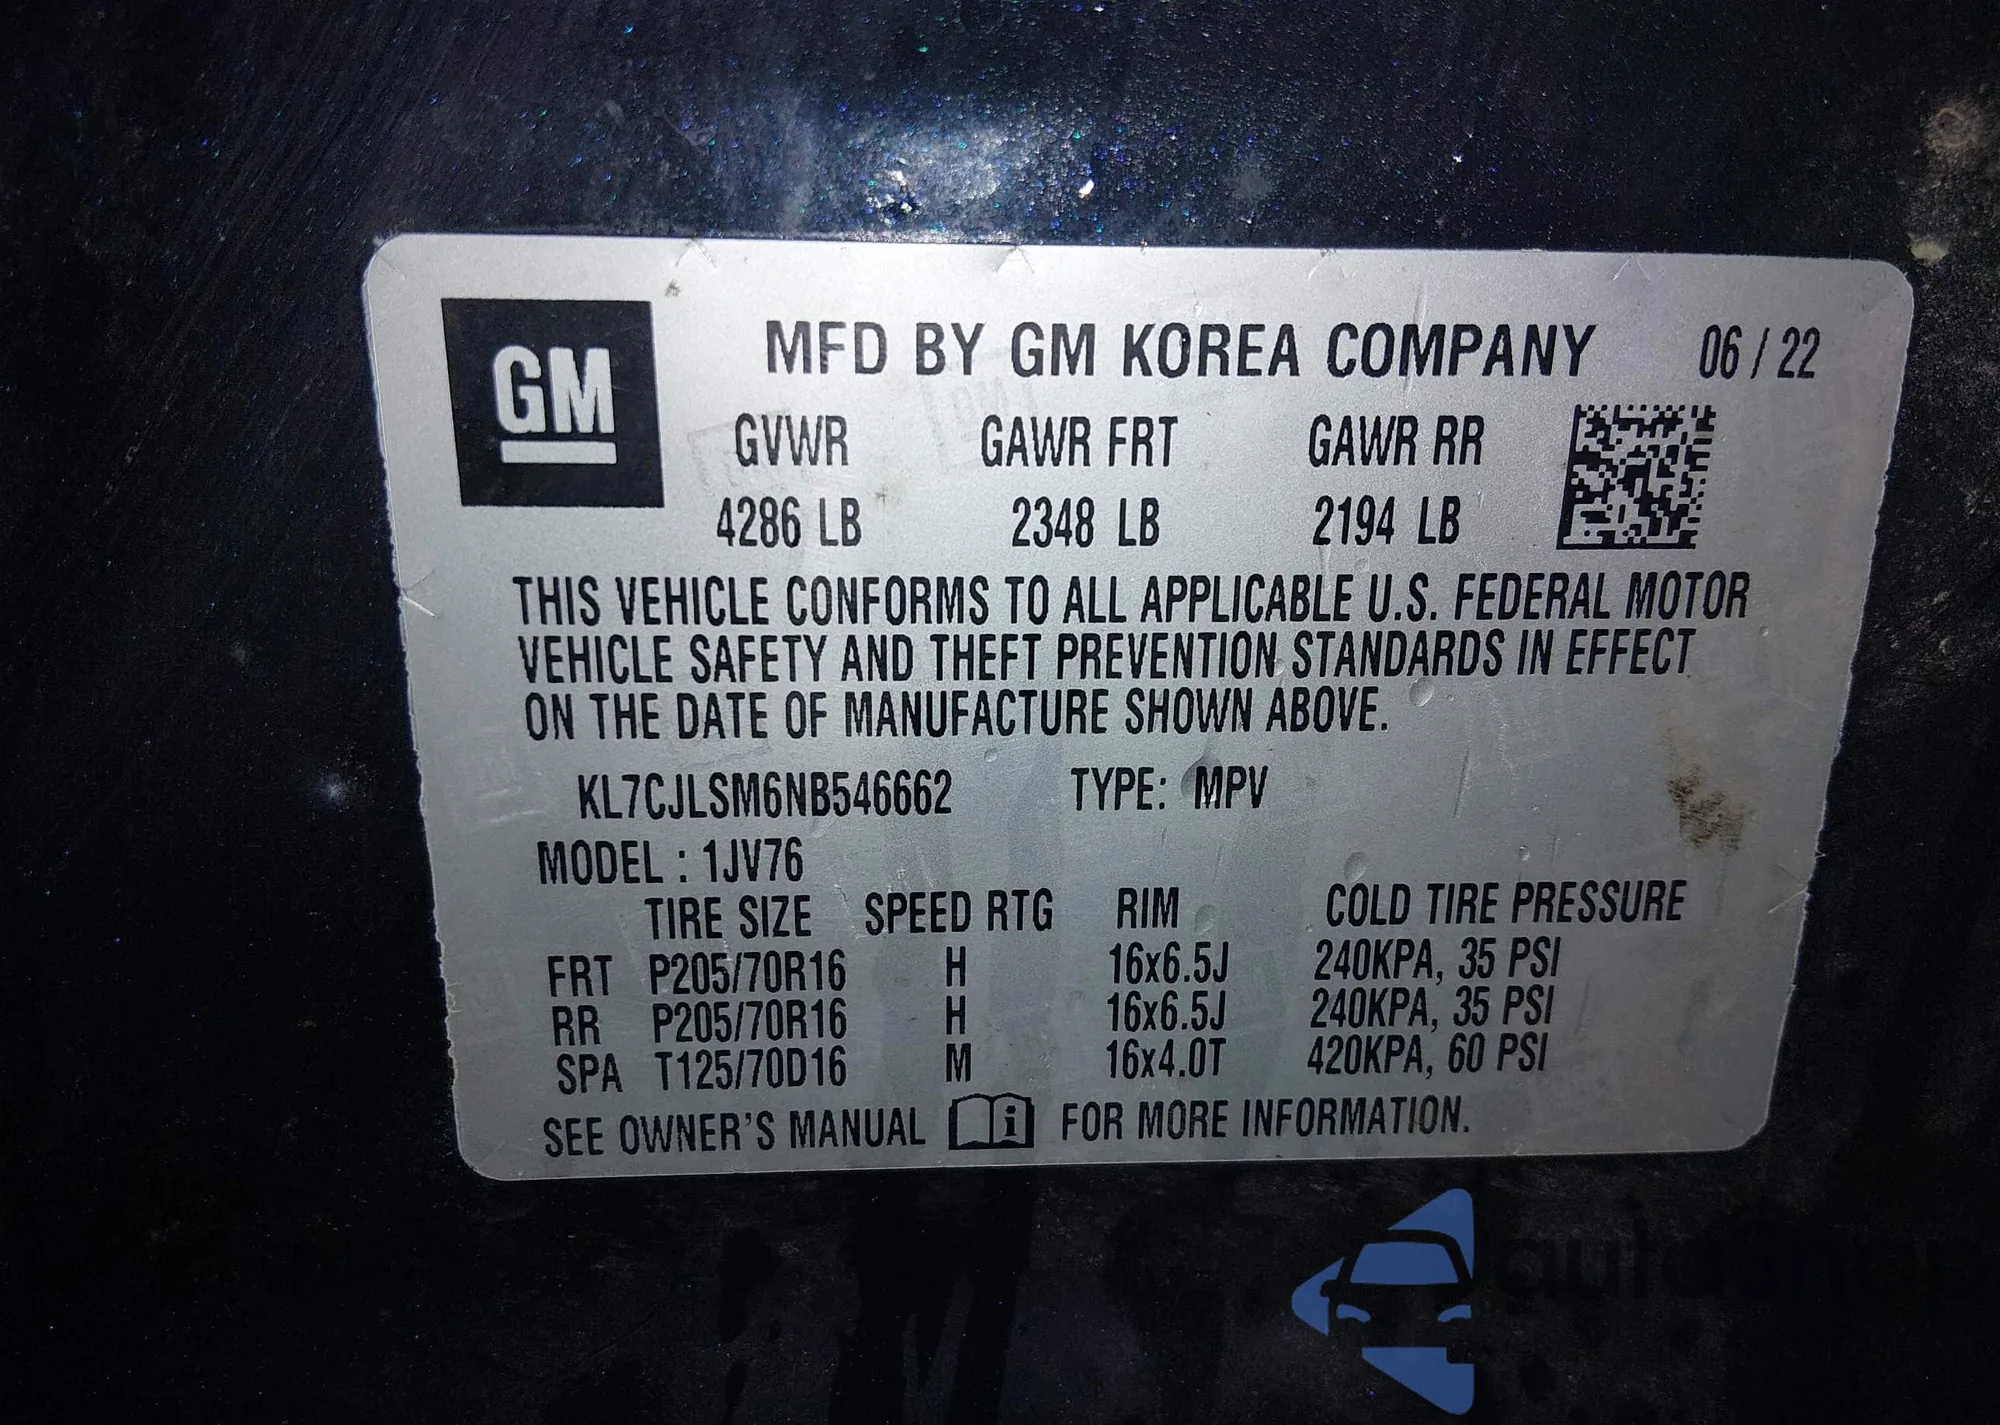 GM
MFD BY GM KOREA COMPANY 06 / 22
GVWR GAWR FRT GAWR RR
4286 LB 2348 LB 2194 LB
THIS VEHICLE CONFORMS TO ALL APPLICABLE U.S. FEDERAL MOTOR
VEHICLE SAFETY AND THEFT PREVENTION STANDARDS IN EFFECT
ON THE DATE OF MANUFACTURE SHOWN ABOVE.
KL7CJLSM6NB546662 TYPE: MPV
MODEL : 1JV76
TIRE SIZE SPEED RTG RIM COLD TIRE PRESSURE
FRT P205/70R16 H 16x6.5J 240KPA, 35 PSI
RR P205/70R16 H 16x6.5J 240KPA, 35 PSI
SPA T125/70D16 M 16x4.0T 420KPA, 60 PSI
SEE OWNER'S MANUAL i FOR MORE INFORMATION.